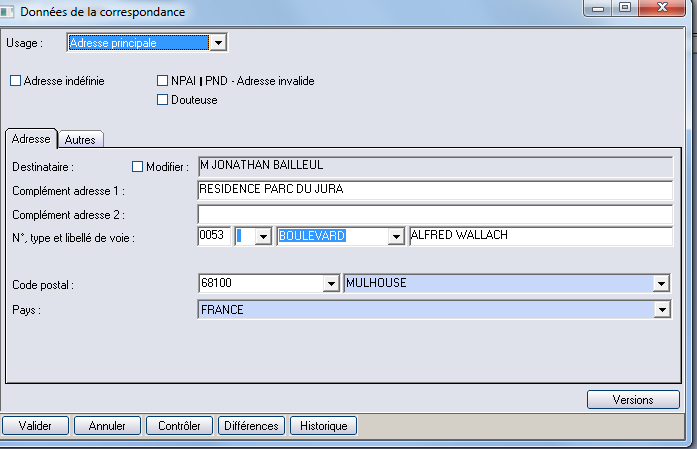 Données de la correspondance
Usage : Adresse principale
Adresse indéfinie NPAI | PND - Adresse invalide
Douteuse
Adresse Autres
Destinataire : Modifier : M JONATHAN BAILLEUL
Complément adresse 1 : RESIDENCE PARC DU JURA
Complément adresse 2 :
N°, type et libellé de voie : 0053 BOULEVARD ALFRED WALLACH
Code postal : 68100 MULHOUSE
Pays : FRANCE
Versions
Valider Annuler Contrôler Différences Historique